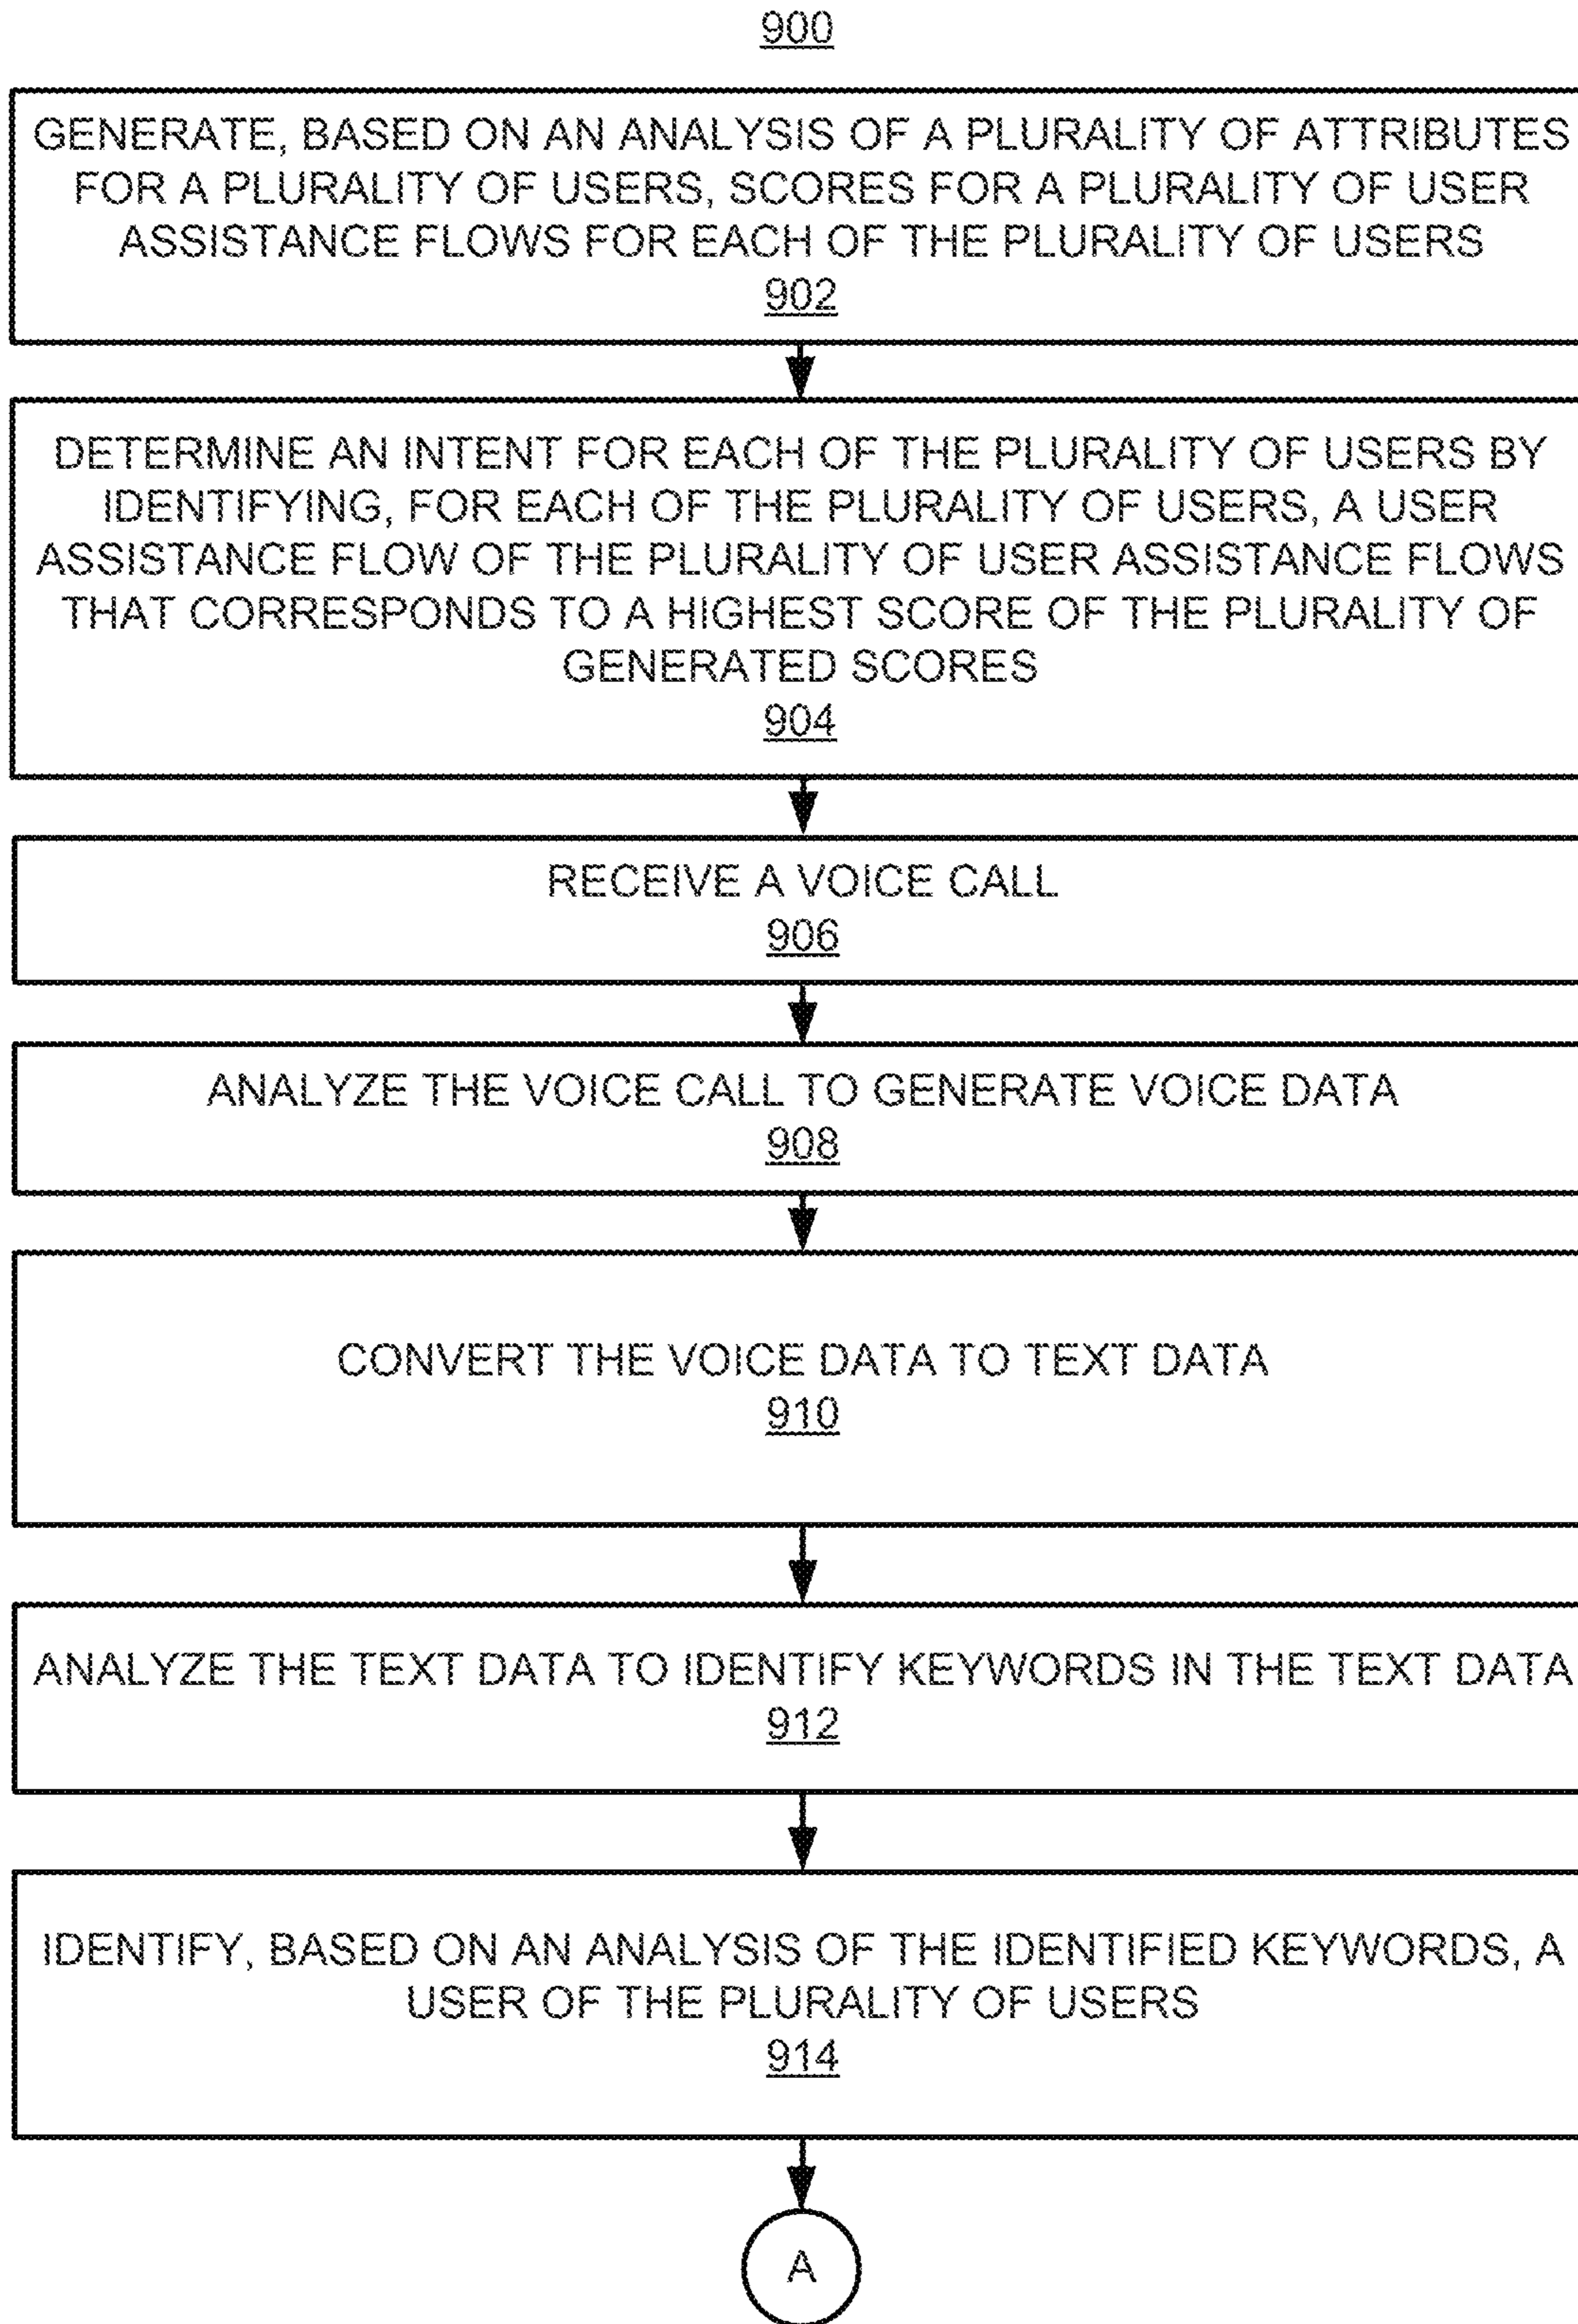 900
GENERATE, BASED ON AN ANALYSIS OF A PLURALITY OF ATTRIBUTES
FOR A PLURALITY OF USERS, SCORES FOR A PLURALITY OF USER
ASSISTANCE FLOWS FOR EACH OF THE PLURALITY OF USERS
902
DETERMINE AN INTENT FOR EACH OF THE PLURALITY OF USERS BY
IDENTIFYING, FOR EACH OF THE PLURALITY OF USERS, A USER
ASSISTANCE FLOW OF THE PLURALITY OF USER ASSISTANCE FLOWS
THAT CORRESPONDS TO A HIGHEST SCORE OF THE PLURALITY OF
GENERATED SCORES
904
RECEIVE A VOICE CALL
906
ANALYZE THE VOICE CALL TO GENERATE VOICE DATA
908
CONVERT THE VOICE DATA TO TEXT DATA
910
ANALYZE THE TEXT DATA TO IDENTIFY KEYWORDS IN THE TEXT DATA
912
IDENTIFY, BASED ON AN ANALYSIS OF THE IDENTIFIED KEYWORDS, A
USER OF THE PLURALITY OF USERS
914
A